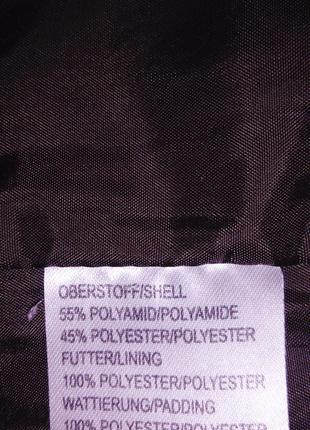 OBERSTOFF/SHELL
55% POLYAMID/POLYAMIDE
45% POLYESTER/POLYESTER
FUTTER/LINING
100% POLYESTER/POLYESTER
WATTIERUNG/PADDING
100% POLYESTER/POLYESTER